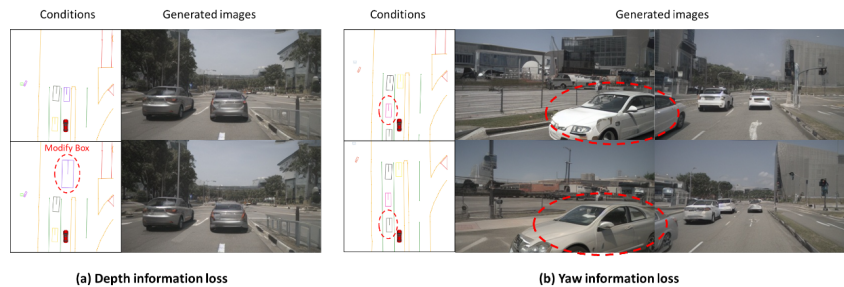 Conditions Generated images Conditions Generated images
Modify Box
(a) Depth information loss (b) Yaw information loss